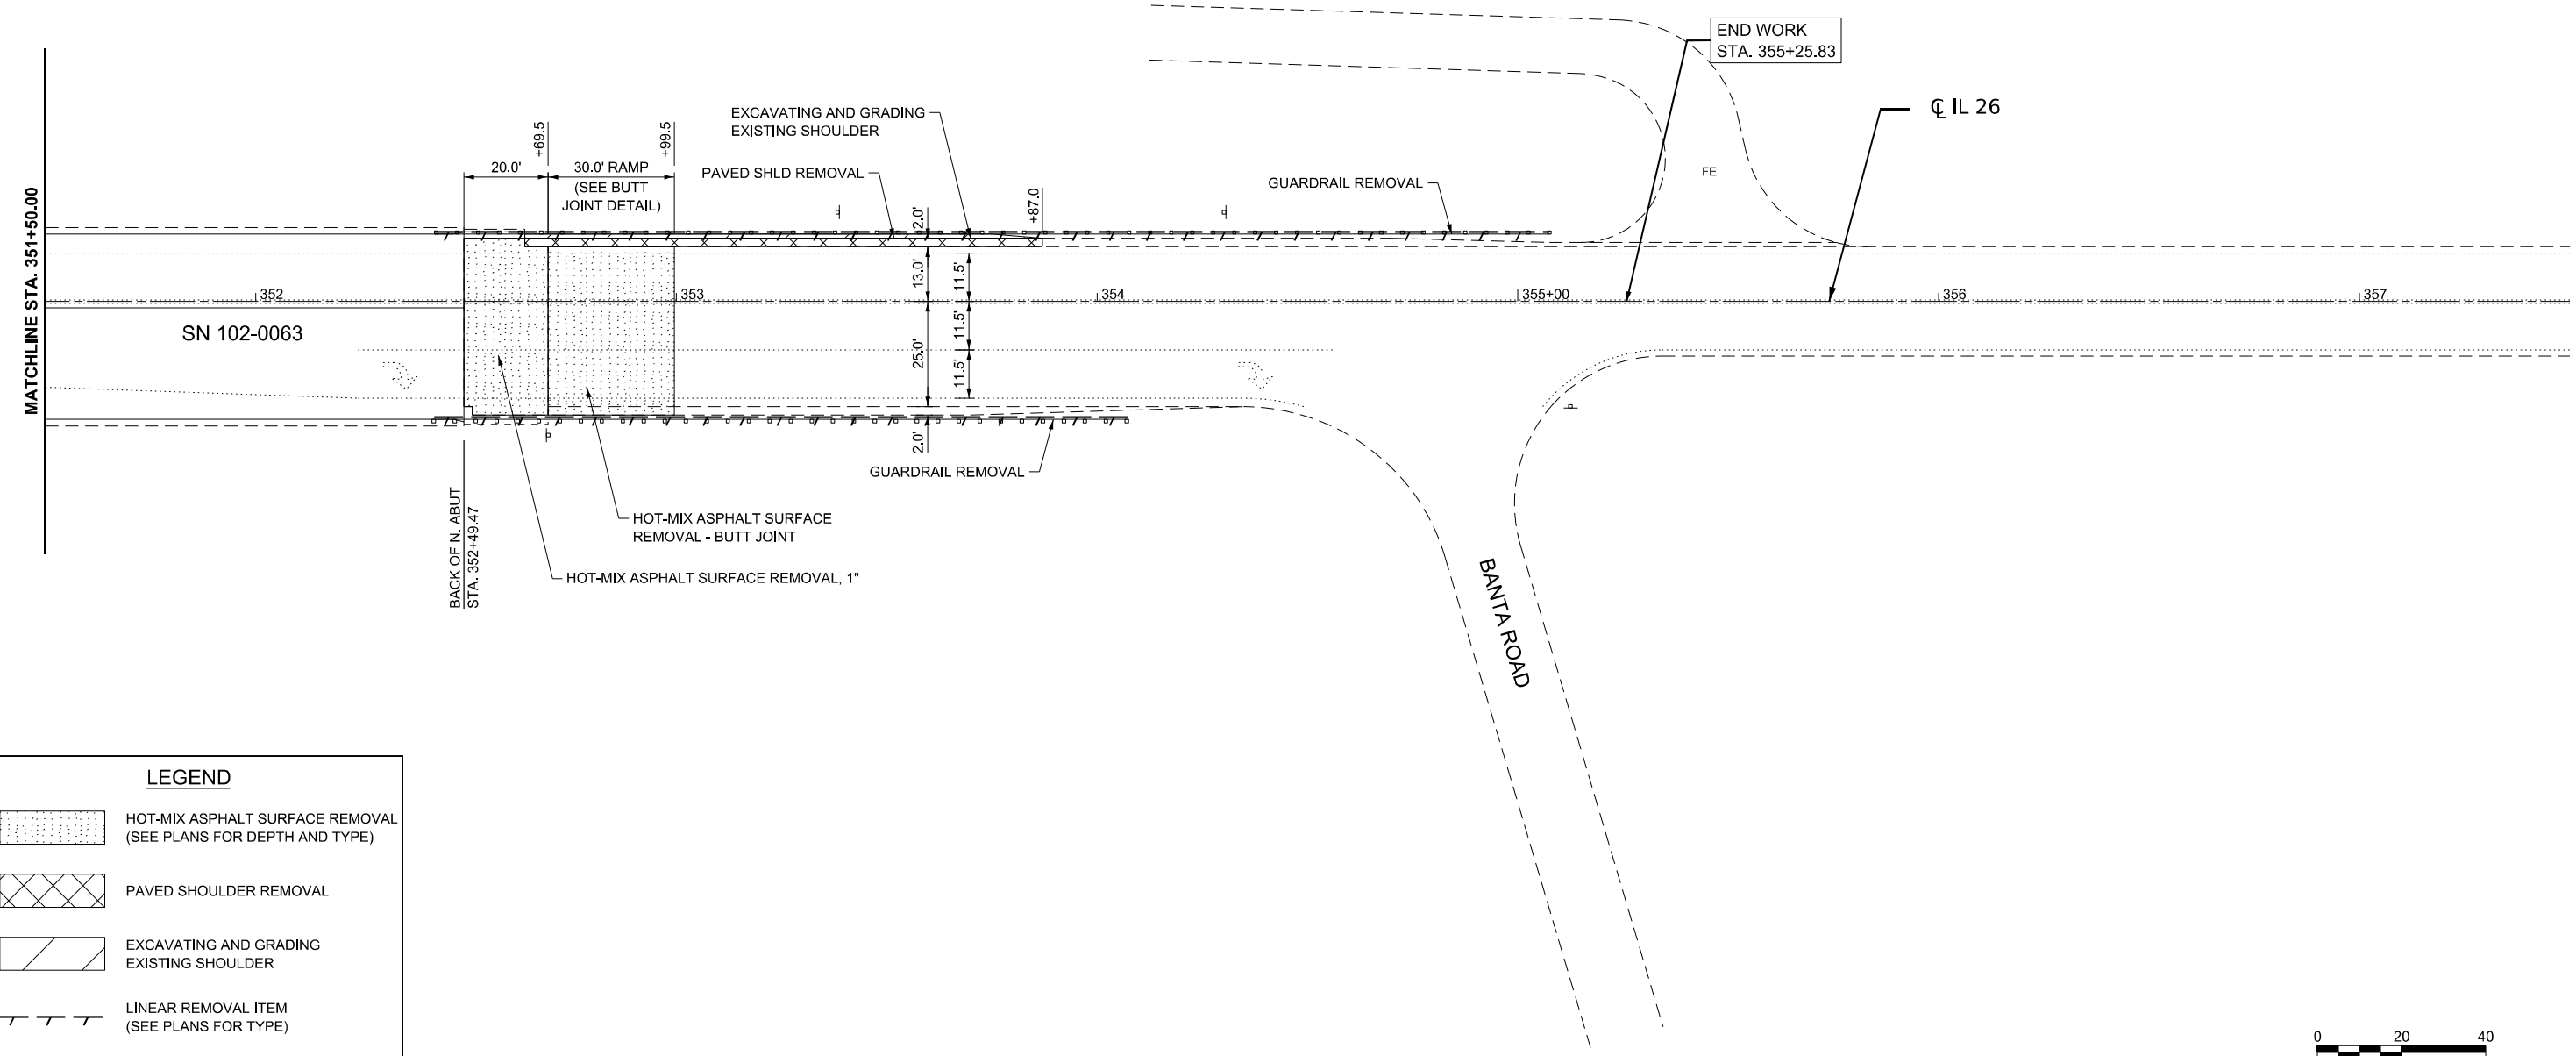 END WORK
STA. 355+25.83
℄ IL 26
EXCAVATING AND GRADING
EXISTING SHOULDER
+69.5
+99.5
20.0'
30.0' RAMP
(SEE BUTT
JOINT DETAIL)
PAVED SHLD REMOVAL
GUARDRAIL REMOVAL
FE
+87.0
2.0'
MATCHLINE STA. 351+50.00
13.0'
11.5'
352
353
354
355+00
356
357
SN 102-0063
25.0'
11.5'
11.5'
2.0'
GUARDRAIL REMOVAL
BACK OF N. ABUT
STA. 352+49.47
HOT-MIX ASPHALT SURFACE
REMOVAL - BUTT JOINT
HOT-MIX ASPHALT SURFACE REMOVAL, 1"
BANTA ROAD
LEGEND
HOT-MIX ASPHALT SURFACE REMOVAL
(SEE PLANS FOR DEPTH AND TYPE)
PAVED SHOULDER REMOVAL
EXCAVATING AND GRADING
EXISTING SHOULDER
LINEAR REMOVAL ITEM
(SEE PLANS FOR TYPE)
0 20 40